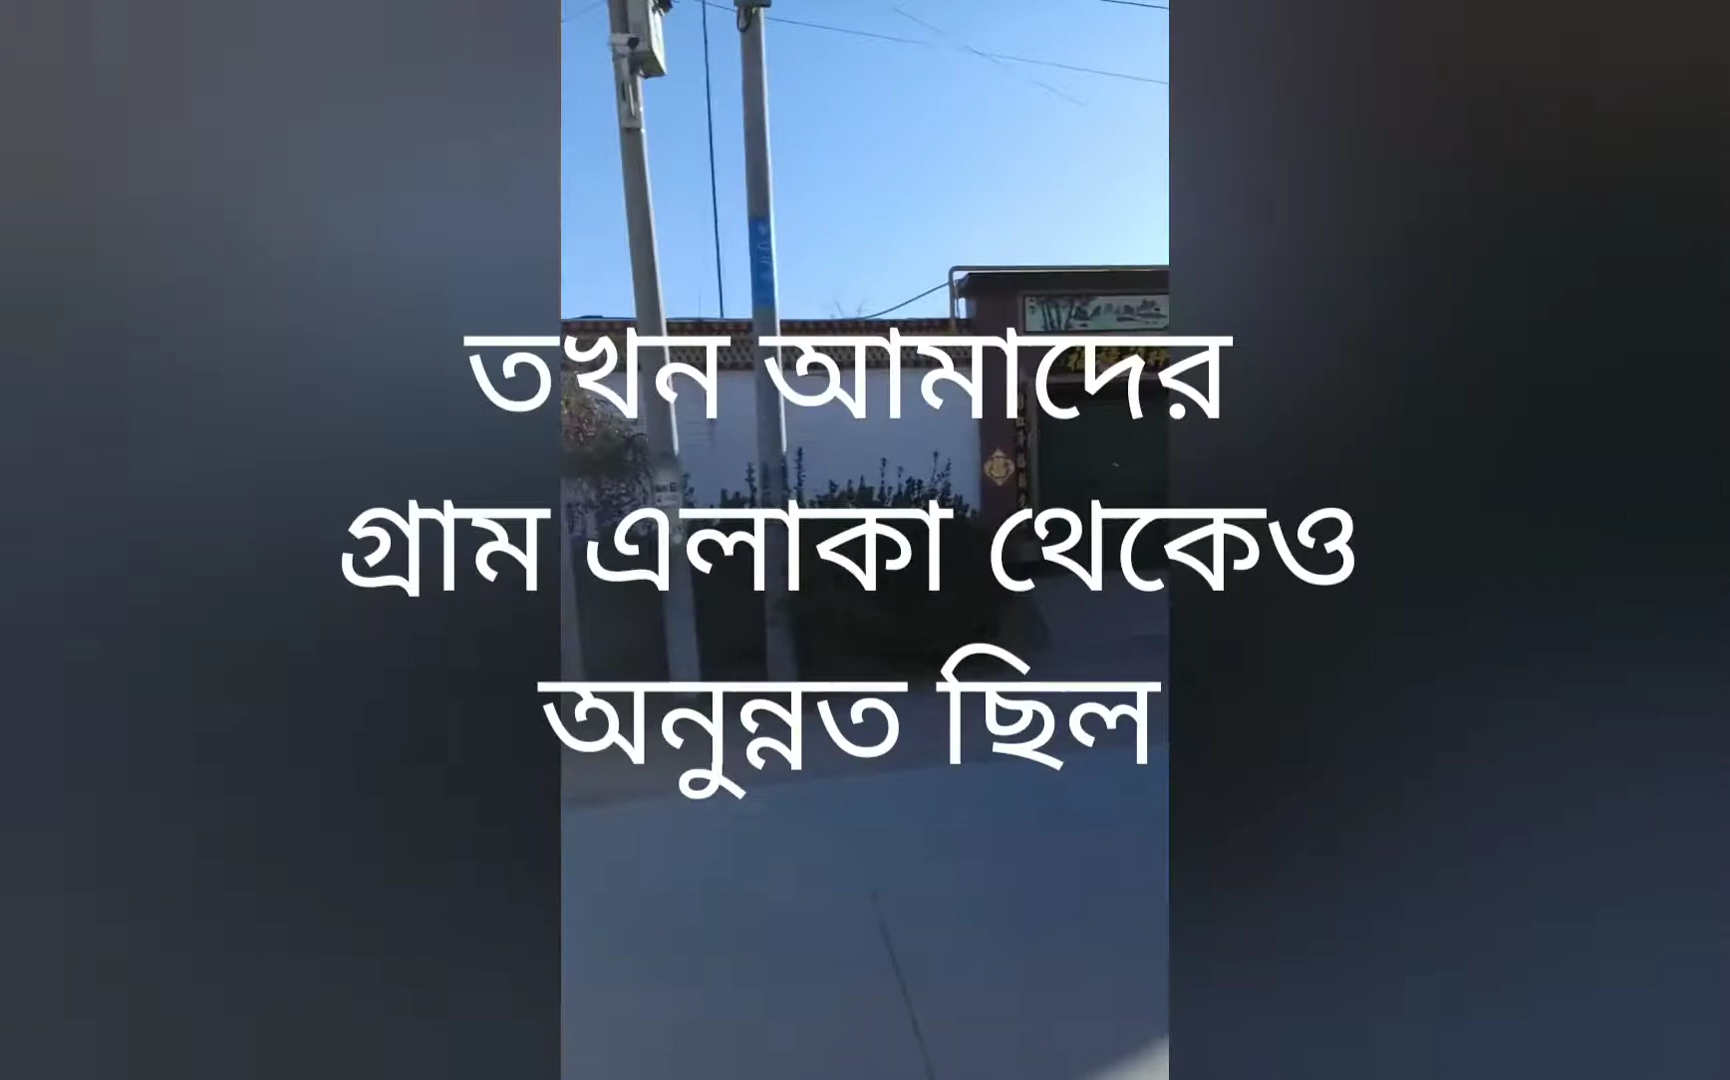 তখন আমাদের
গ্রাম এলাকা থেকেও
অনুন্নত ছিল